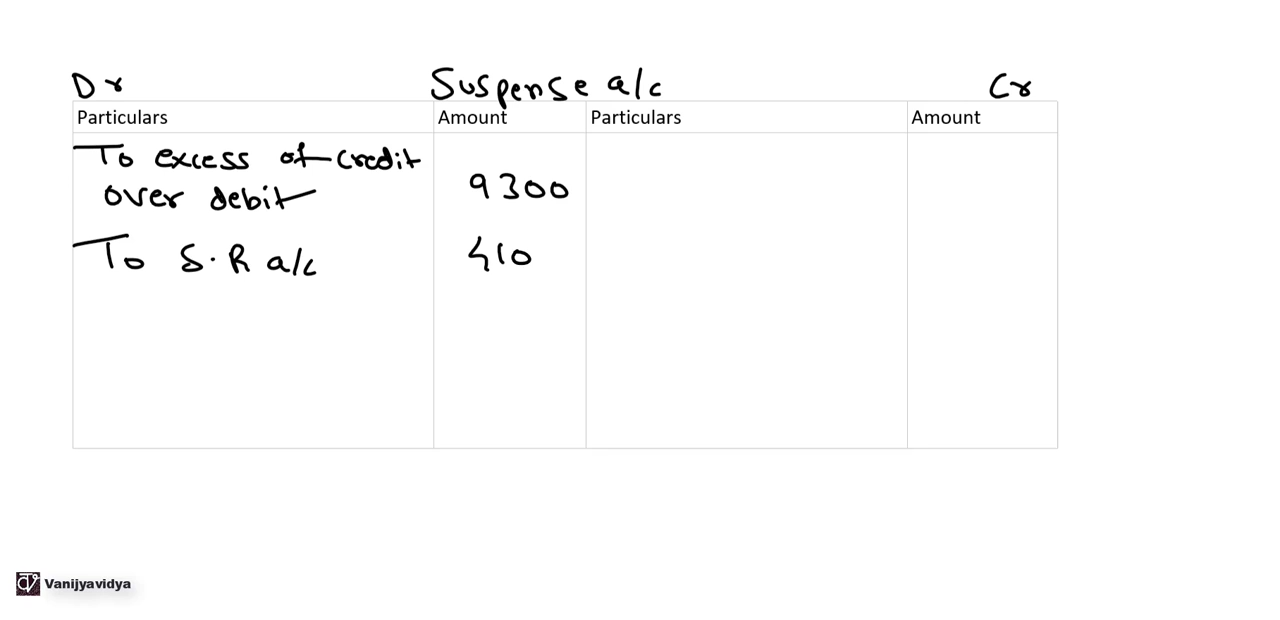 Dr Suspense a/c Cr
Particulars Amount Particulars Amount
To excess of credit
over debit 9300
To S.R a/c 410
Vanijyavidya